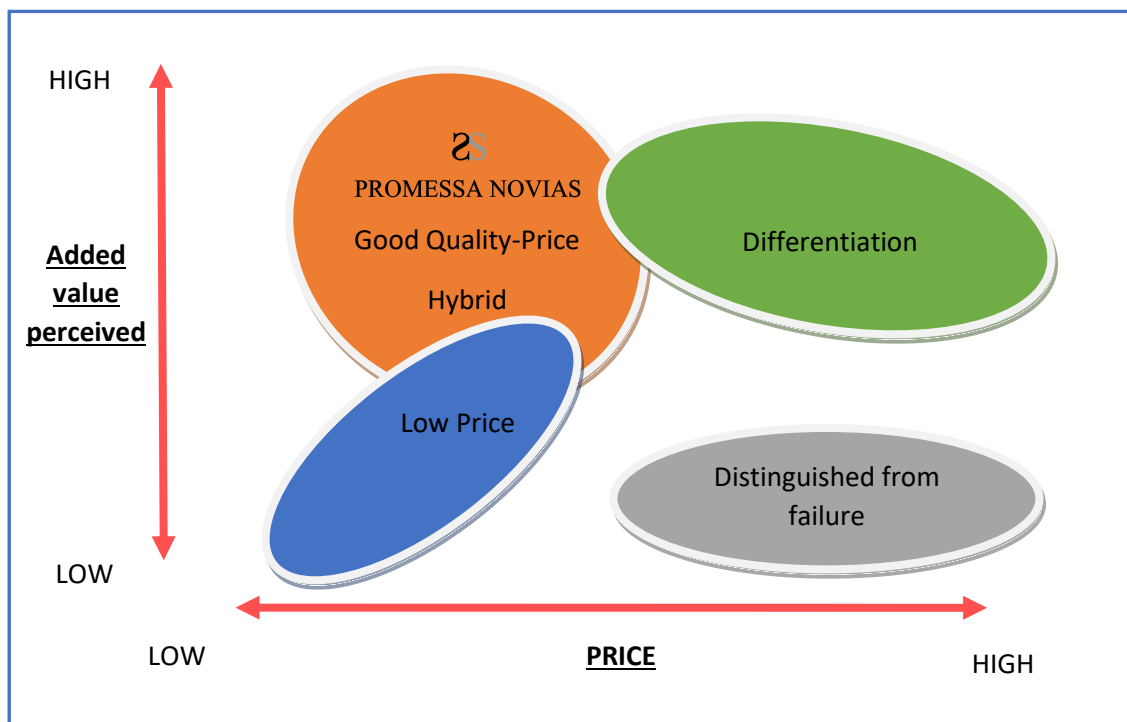 HIGH
Added
value
perceived
LOW
PROMESSA NOVIAS
Good Quality-Price
Hybrid
Differentiation
Low Price
Distinguished from
failure
LOW
PRICE
HIGH